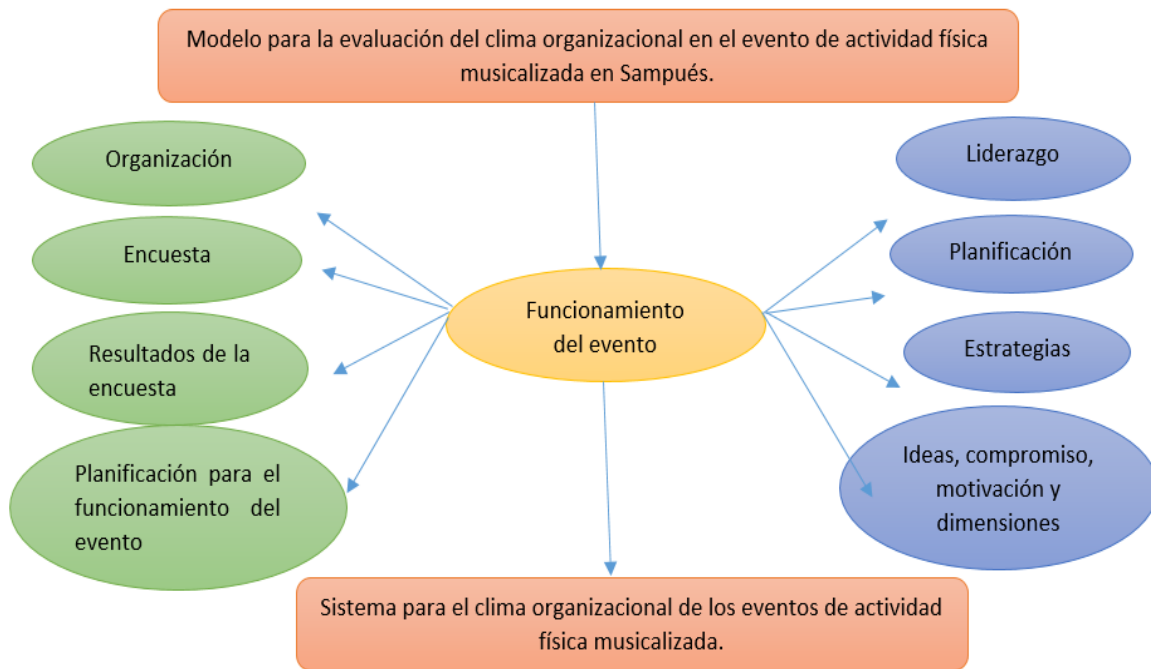 Modelo para la evaluación del clima organizacional en el evento de actividad física
musicalizada en Sampués.
Organización
Encuesta
Resultados de la
encuesta
Planificación para el
funcionamiento del
evento
Funcionamiento
del evento
Liderazgo
Planificación
Estrategias
Ideas, compromiso,
motivación y
dimensiones
Sistema para el clima organizacional de los eventos de actividad
física musicalizada.